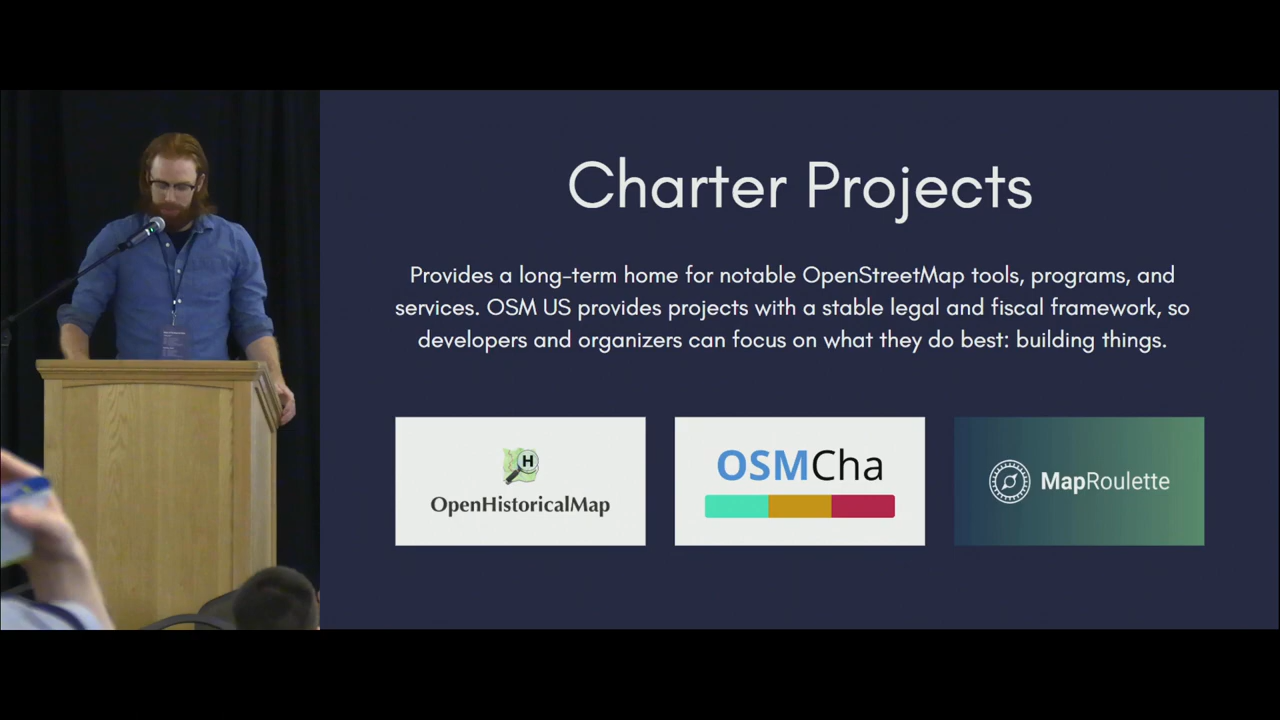 Charter Projects
Provides a long-term home for notable OpenStreetMap tools, programs, and
services. OSM US provides projects with a stable legal and fiscal framework, so
developers and organizers can focus on what they do best: building things.
H
OpenHistoricalMap
OSMCha
MapRoulette